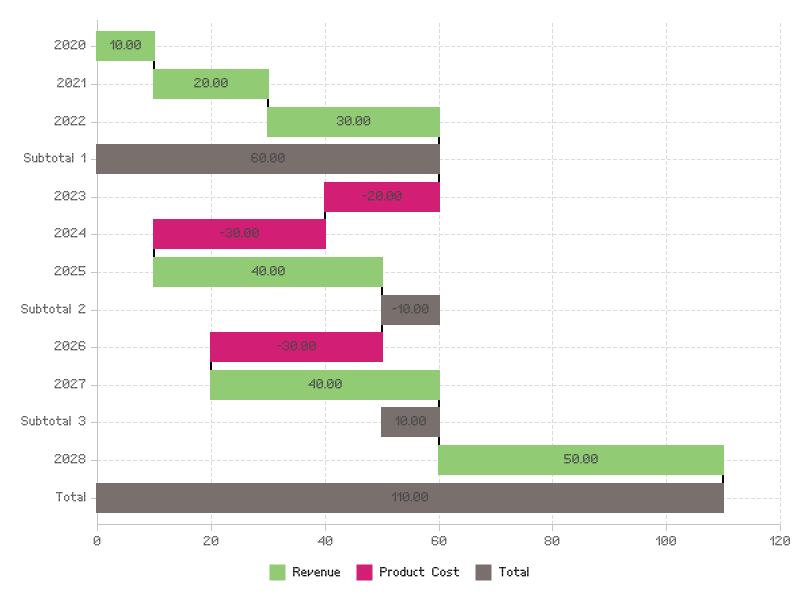 2020 10.00
2021 20.00
2022 30.00
Subtotal 1 60.00
2023 -20.00
2024 -30.00
2025 40.00
Subtotal 2 -10.00
2026 -30.00
2027 40.00
Subtotal 3 10.00
2028 50.00
Total 110.00
0 20 40 60 80 100 120
Revenue Product Cost Total